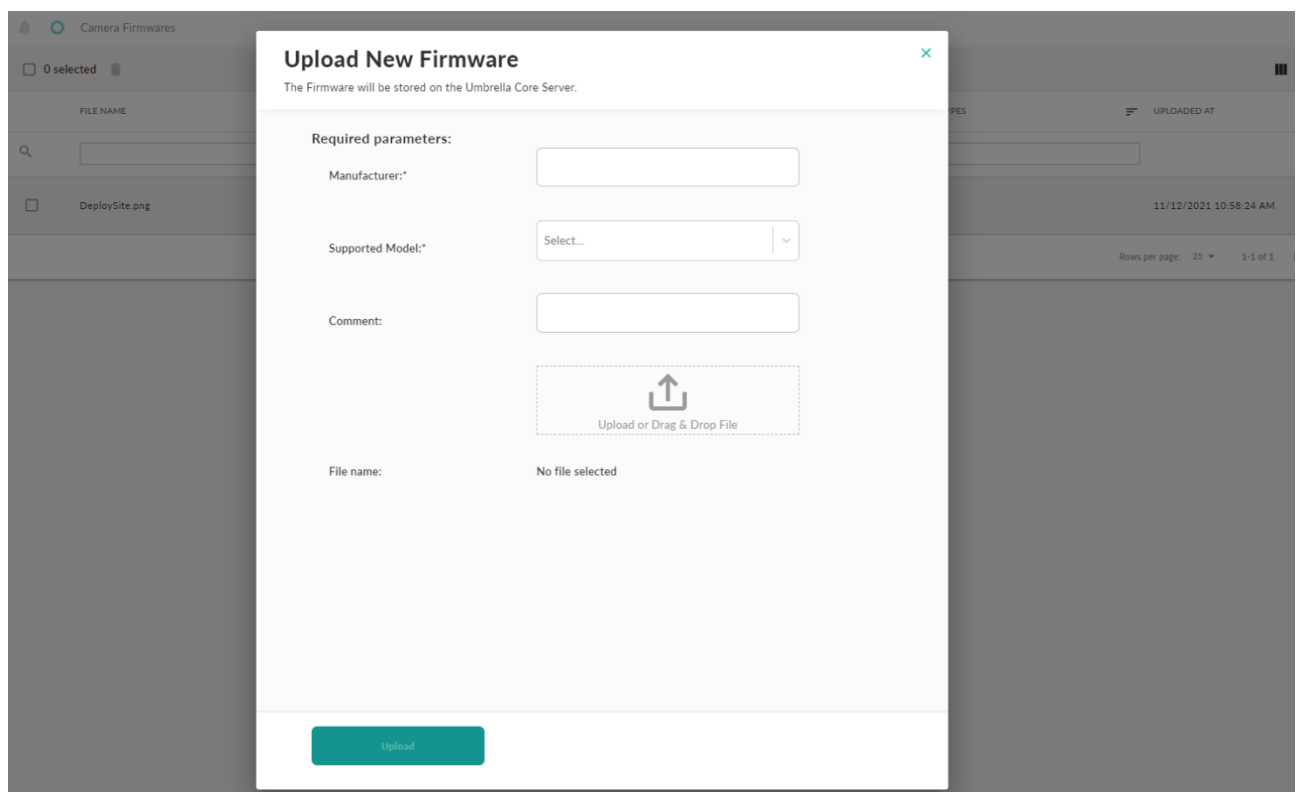 Camera Firmwares
0 selected
FILE NAME
PES
UPLOADED AT
DeploySite.png
11/12/2021 10:58:24 AM
Rows per page: 25
1-1 of 1
Upload New Firmware
The Firmware will be stored on the Umbrella Core Server.
Required parameters:
Manufacturer:*
Supported Model:*
Select...
Comment:
Upload or Drag & Drop File
File name:
No file selected
Upload